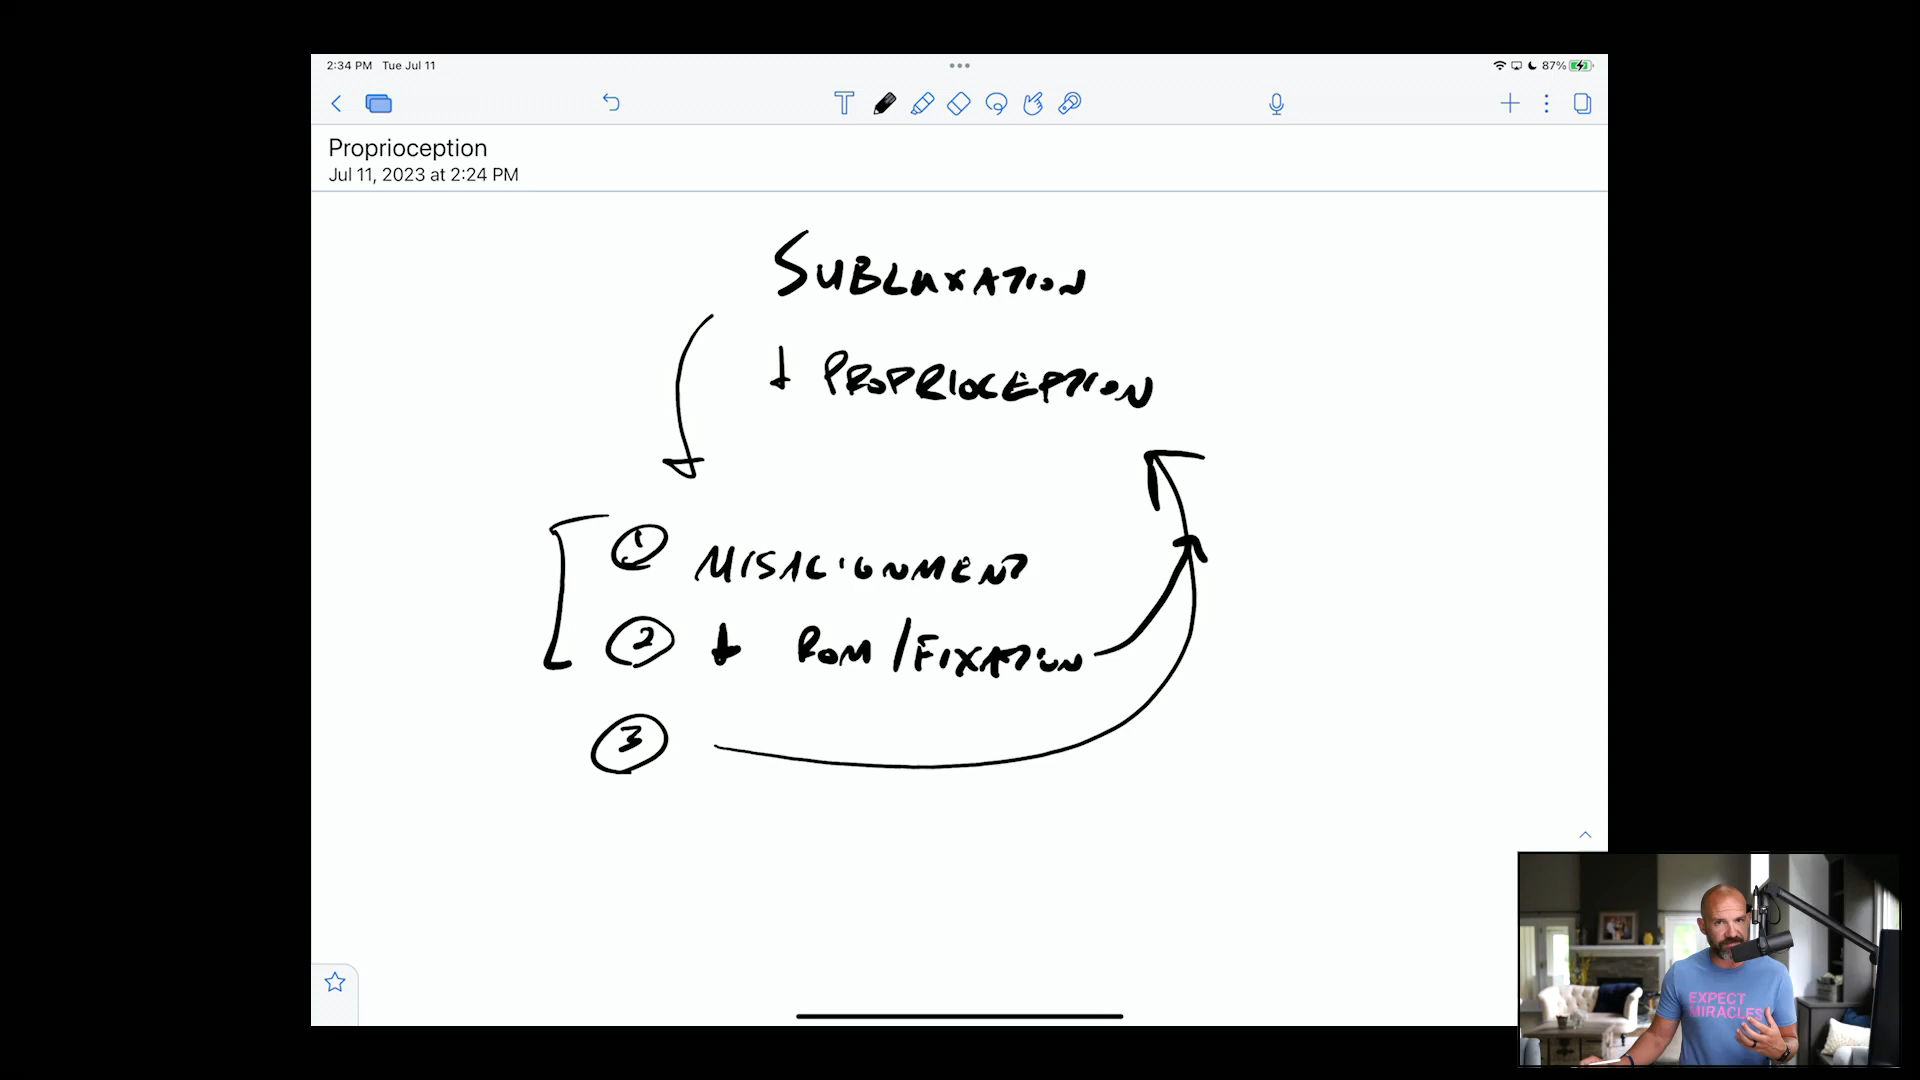 2:34 PM Tue Jul 11
87%
T
Proprioception
Jul 11, 2023 at 2:24 PM
SUBLUXATION
↓ PROPRIOCEPTION
① MISALIGNMENT
② ↓ ROM/FIXATION
③
EXPECT
MIRACLES